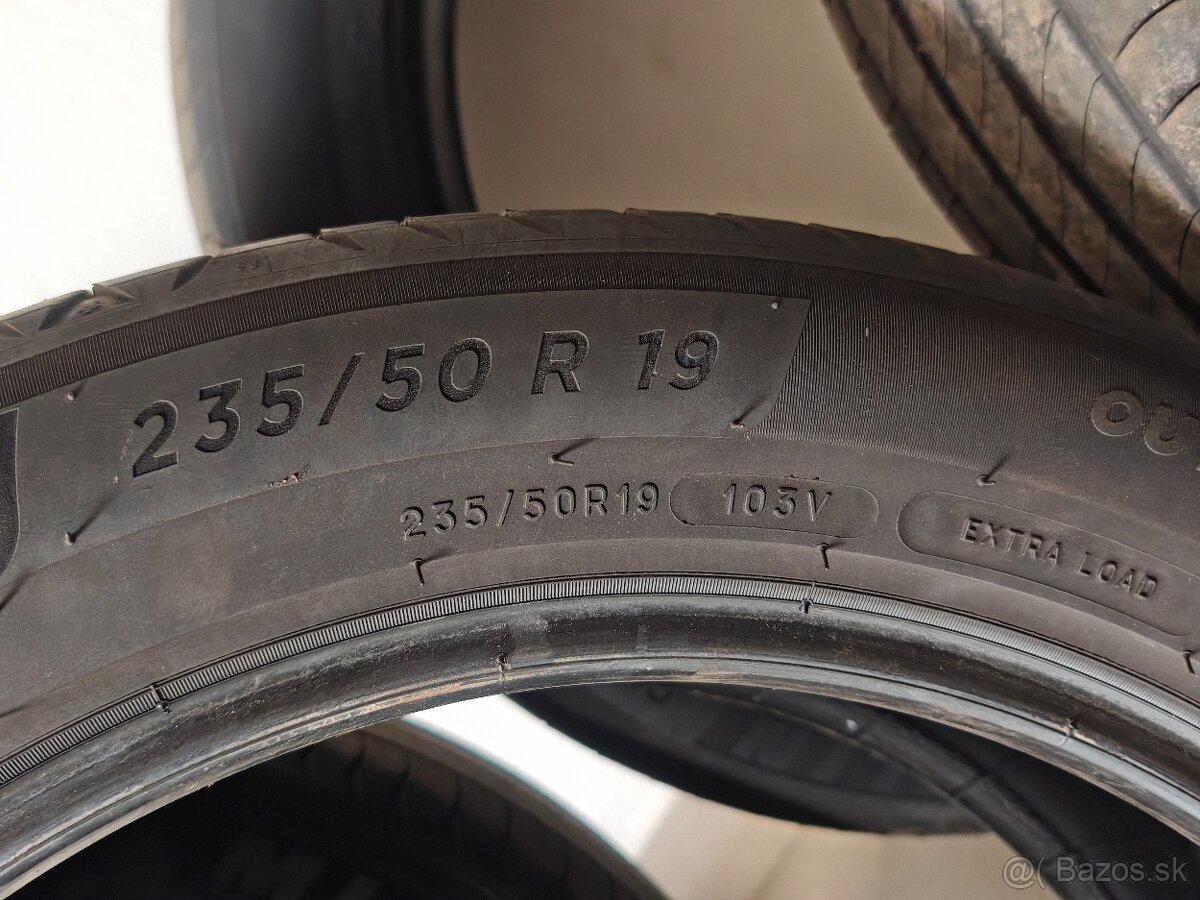 235/50 R 19
235/50R19 103V EXTRA LOAD
@( Bazos.sk